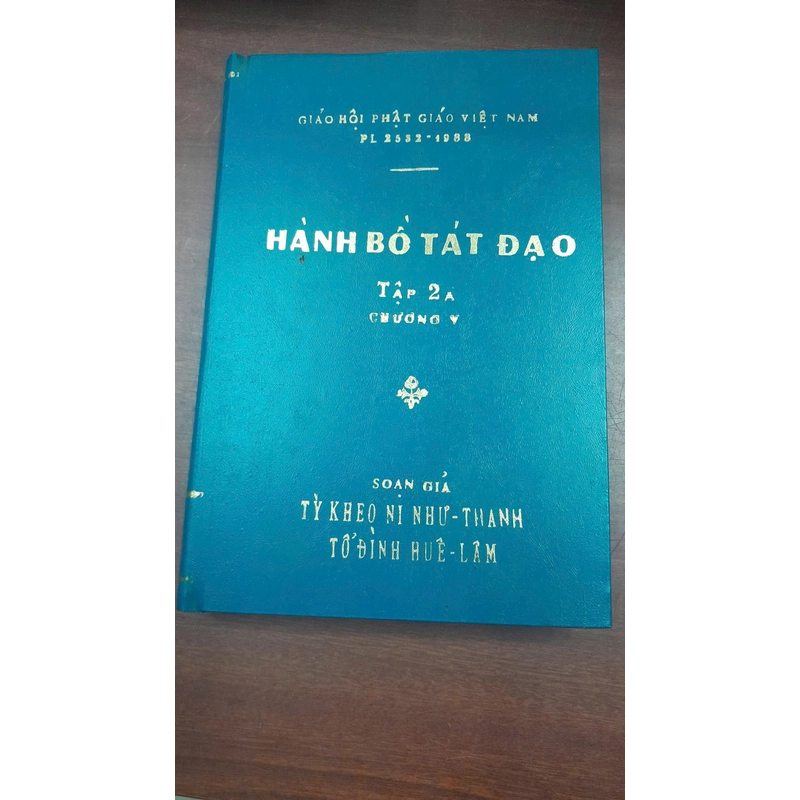 GIÁO HỘI PHẬT GIÁO VIỆT NAM
PL 2532-1988
HÀNH BỒ TÁT ĐẠO
TẬP 2A
CHƯƠNG V
SOẠN GIẢ
TỲ KHEO NI NHƯ-THANH
TỔ ĐÌNH HUÊ-LÂM